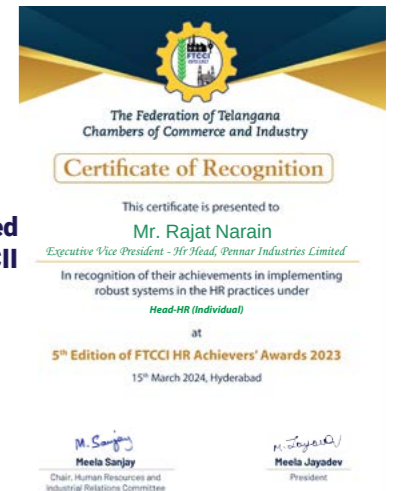 FTCCI
The Federation of Telangana
Chambers of Commerce and Industry
Certificate of Recognition
This certificate is presented to
Mr. Rajat Narain
Executive Vice President - Hr Head, Pennar Industries Limited
In recognition of their achievements in implementing
robust systems in the HR practices under
Head-HR (Individual)
at
5th Edition of FTCCI HR Achievers' Awards 2023
15th March 2024, Hyderabad
M. Sanjay
Meela Sanjay
Chair, Human Resources and
Industrial Relations Committee
M. Jayadev
Meela Jayadev
President